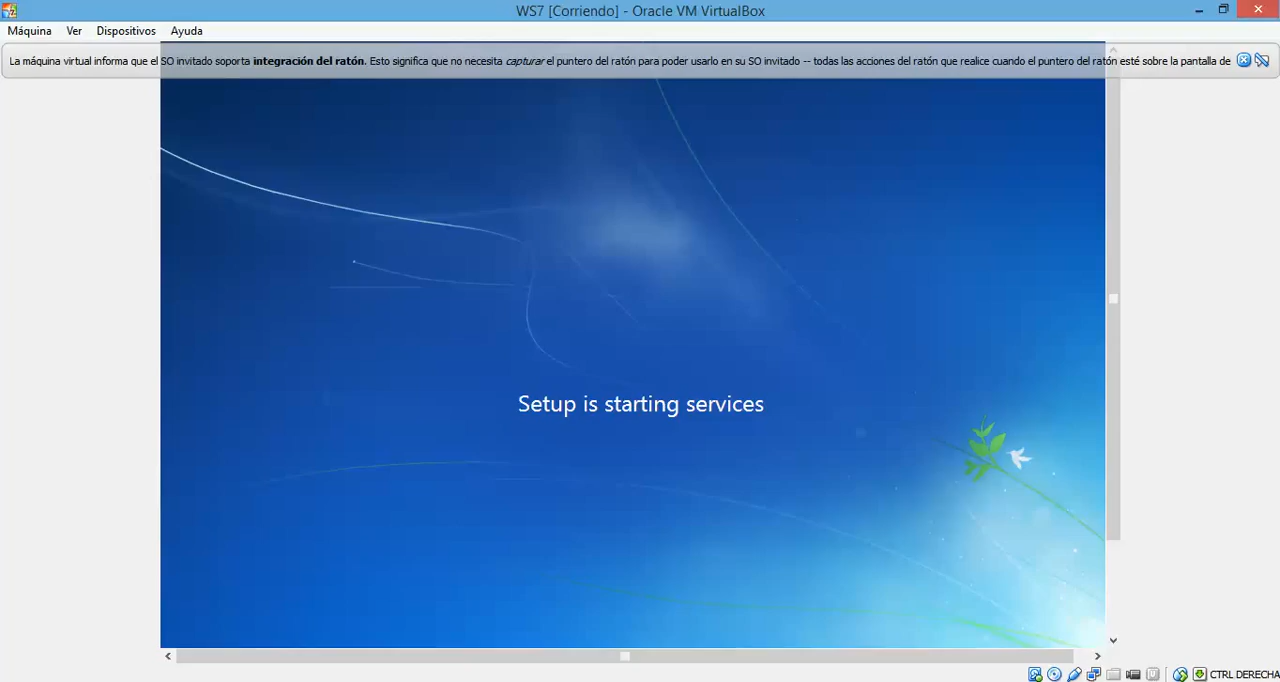 WS7 [Corriendo] - Oracle VM VirtualBox
Máquina Ver Dispositivos Ayuda
La máquina virtual informa que el SO invitado soporta integración del ratón. Esto significa que no necesita capturar el puntero del ratón para poder usarlo en su SO invitado -- todas las acciones del ratón que realice cuando el puntero del ratón esté sobre la pantalla de
Setup is starting services
CTRL DERECHA